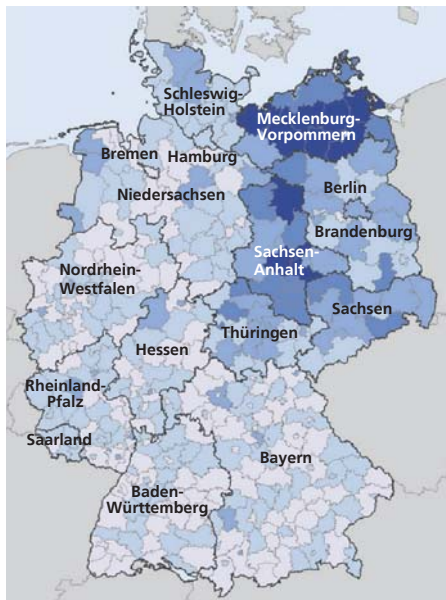 Schleswig-
Holstein
Mecklenburg-
Vorpommern
Bremen
Hamburg
Niedersachsen
Berlin
Brandenburg
Sachsen-
Anhalt
Nordrhein-
Westfalen
Sachsen
Thüringen
Hessen
Rheinland-
Pfalz
Saarland
Bayern
Baden-
Württemberg